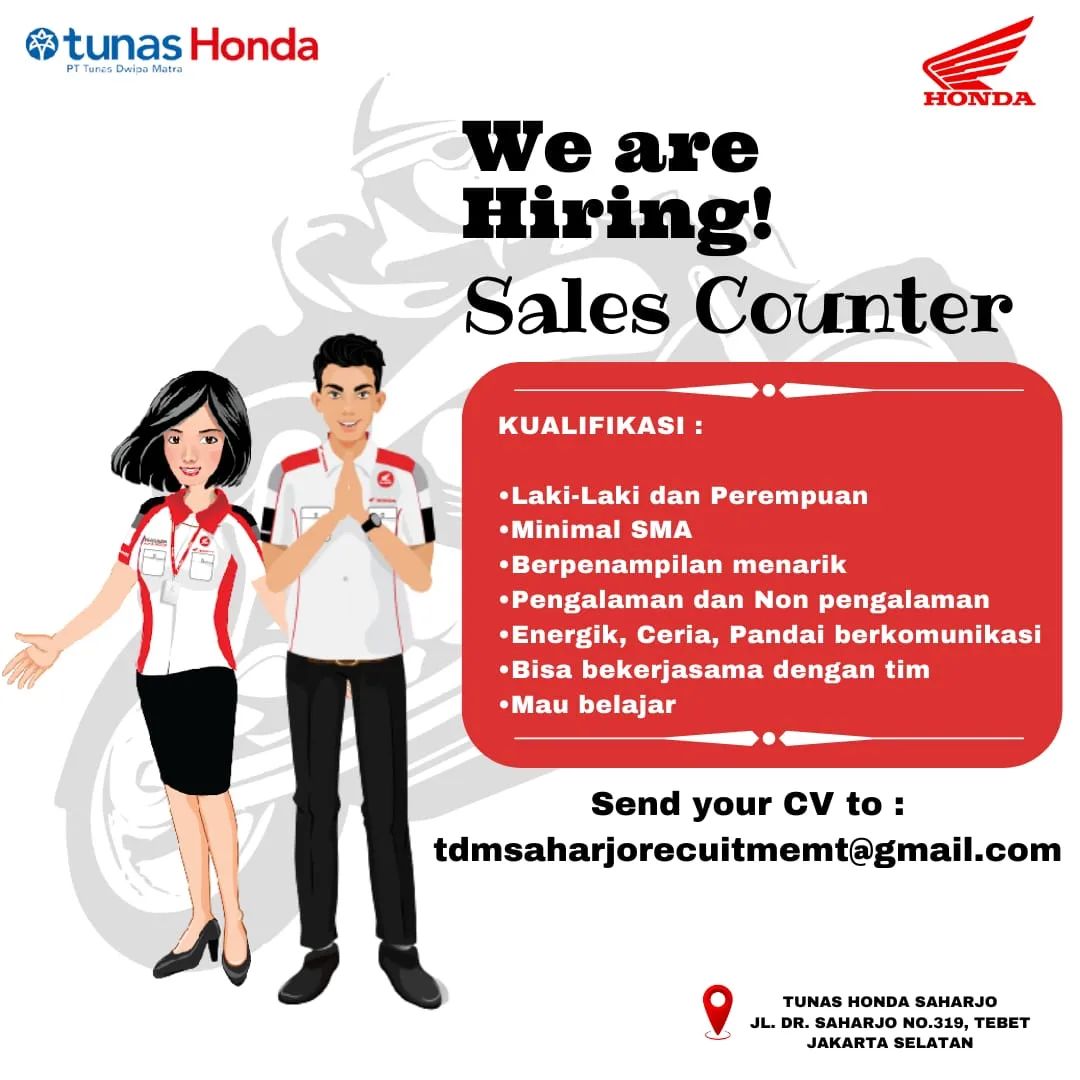 tunas Honda
PT Tunas Dwipa Matra
HONDA
We are
Hiring!
Sales Counter
KUALIFIKASI :
•Laki-Laki dan Perempuan
•Minimal SMA
•Berpenampilan menarik
•Pengalaman dan Non pengalaman
•Energik, Ceria, Pandai berkomunikasi
•Bisa bekerjasama dengan tim
•Mau belajar
Send your CV to :
tdmsaharjorecuitmemt@gmail.com
TUNAS HONDA SAHARJO
JL. DR. SAHARJO NO.319, TEBET
JAKARTA SELATAN